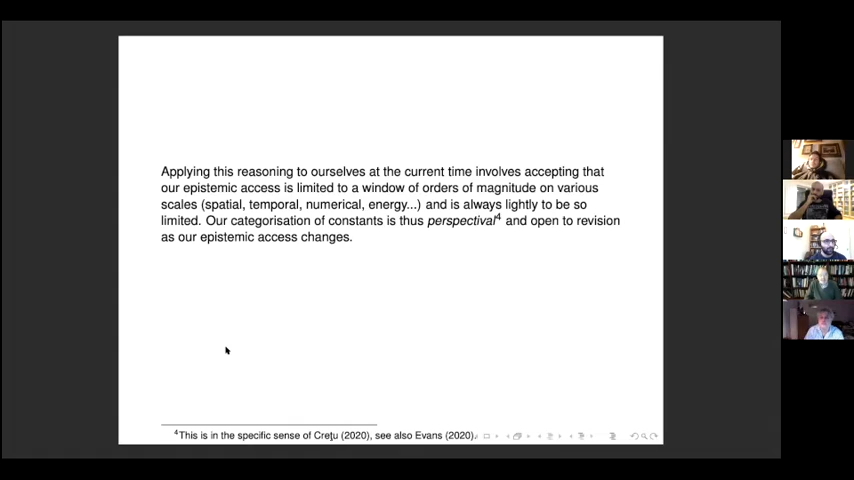 Applying this reasoning to ourselves at the current time involves accepting that
our epistemic access is limited to a window of orders of magnitude on various
scales (spatial, temporal, numerical, energy...) and is always lightly to be so
limited. Our categorisation of constants is thus perspectival4 and open to revision
as our epistemic access changes.
4This is in the specific sense of Creţu (2020), see also Evans (2020).